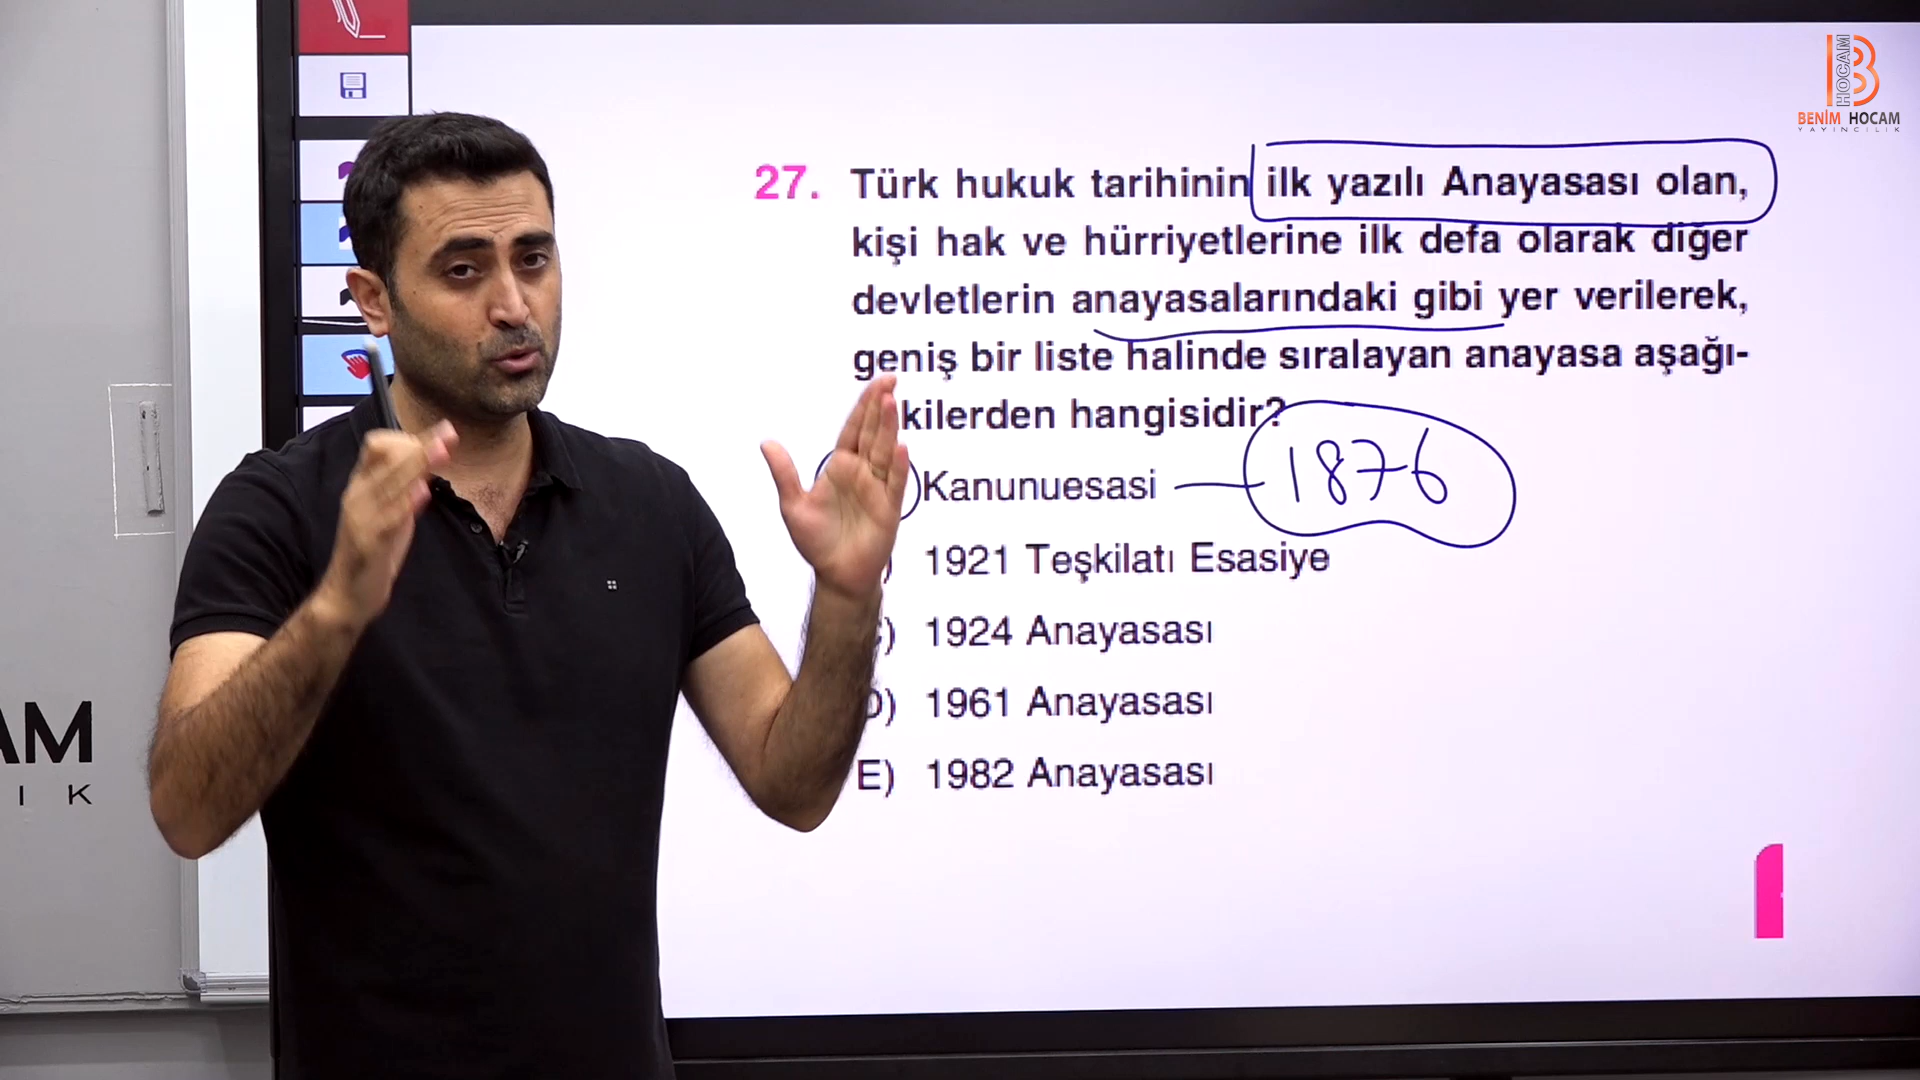 HOCAM
BENİM HOCAM
YAYINCILIK
27. Türk hukuk tarihinin ilk yazılı Anayasası olan,
kişi hak ve hürriyetlerine ilk defa olarak diğer
devletlerin anayasalarındaki gibi yer verilerek,
geniş bir liste halinde sıralayan anayasa aşağı-
kilerden hangisidir?
Kanunuesasi 1876
) 1921 Teşkilatı Esasiye
C) 1924 Anayasası
D) 1961 Anayasası
E) 1982 Anayasası
AM
I K